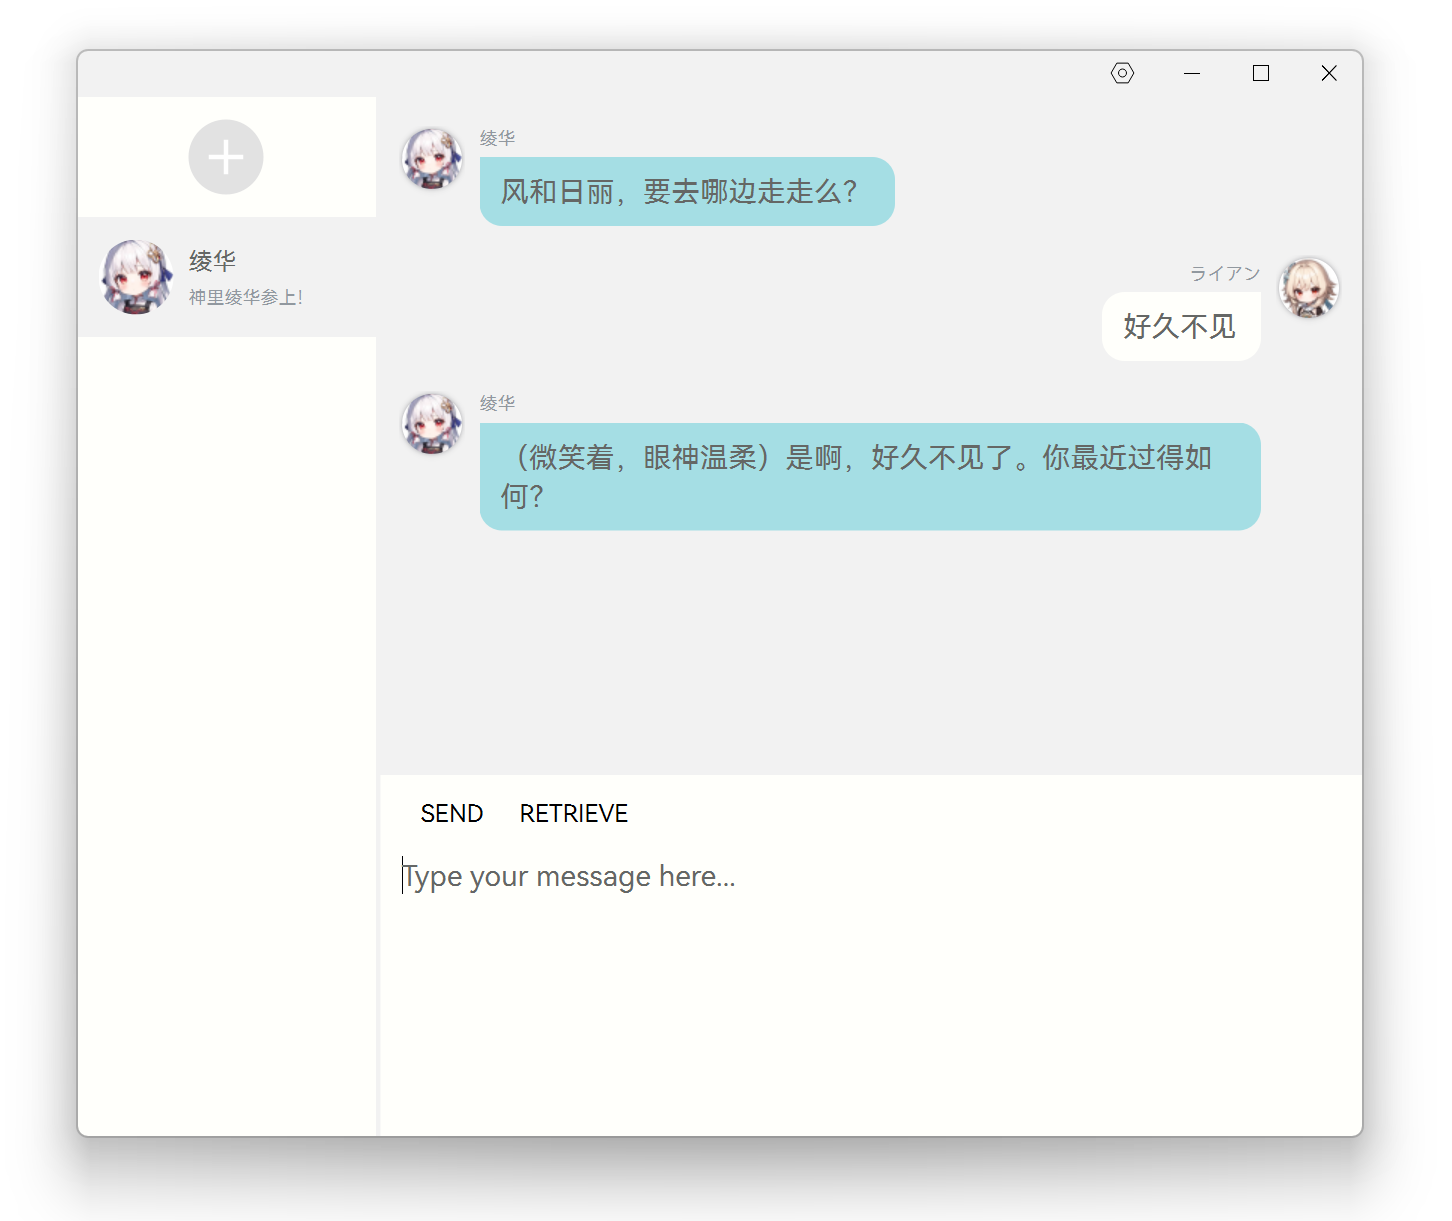 绫华
神里绫华参上！
绫华
风和日丽，要去哪边走走么？
ライアン
好久不见
绫华
（微笑着，眼神温柔）是啊，好久不见了。你最近过得如
何？
SEND RETRIEVE
Type your message here...